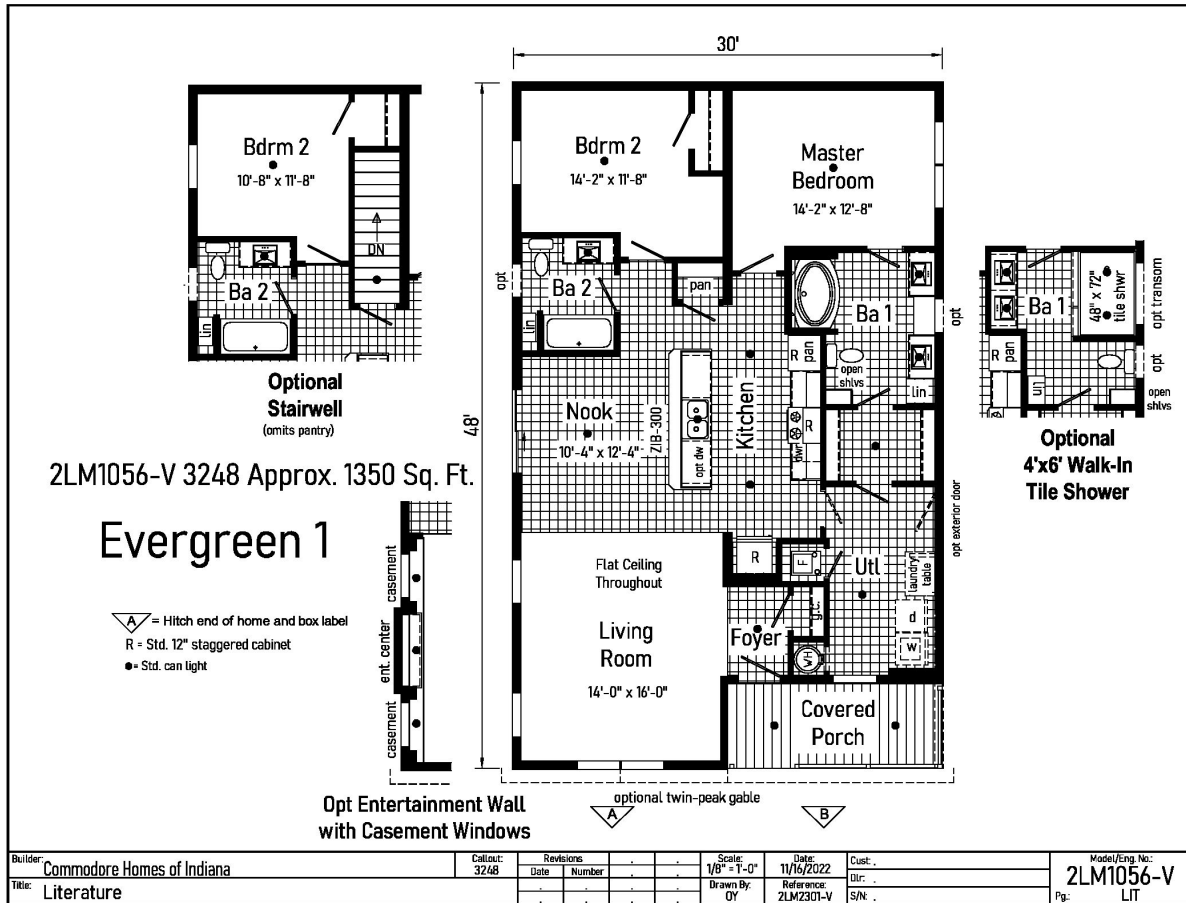 30'
48'
Bdrm 2
10'-8" x 11'-8"
DN
Ba 2
lin
Optional
Stairwell
(omits pantry)
Bdrm 2
14'-2" x 11'-8"
Master
Bedroom
14'-2" x 12'-8"
opt
Ba 2
lin
pan
Ba 1
opt
R
pan
open
shlvs
lin
Nook
10'-4" x 12'-4"
ZIB-300
opt dw
Kitchen
R
dwr
opt exterior door
Ba 1
48" x 72"
tile shwr
opt transom
R
pan
lin
opt
open
shlvs
Optional
4'x6' Walk-In
Tile Shower
2LM1056-V 3248 Approx. 1350 Sq. Ft.
Evergreen 1
A = Hitch end of home and box label
R = Std. 12" staggered cabinet
= Std. can light
casement
ent. center
casement
Opt Entertainment Wall
with Casement Windows
Flat Ceiling
Throughout
Living
Room
14'-0" x 16'-0"
R
F
Utl
laundry
table
g.c.
Foyer
WH
d
w
Covered
Porch
optional twin-peak gable
A
B
Builder: Commodore Homes of Indiana
Title: Literature
Callout:
3248
Revisions
Date Number
Scale:
1/8" = 1'-0"
Drawn By:
OY
Date:
11/16/2022
Reference:
2LM2301-V
Cust: .
Dlr: .
S/N: .
Model/Eng. No.:
2LM1056-V
Pg.: LIT